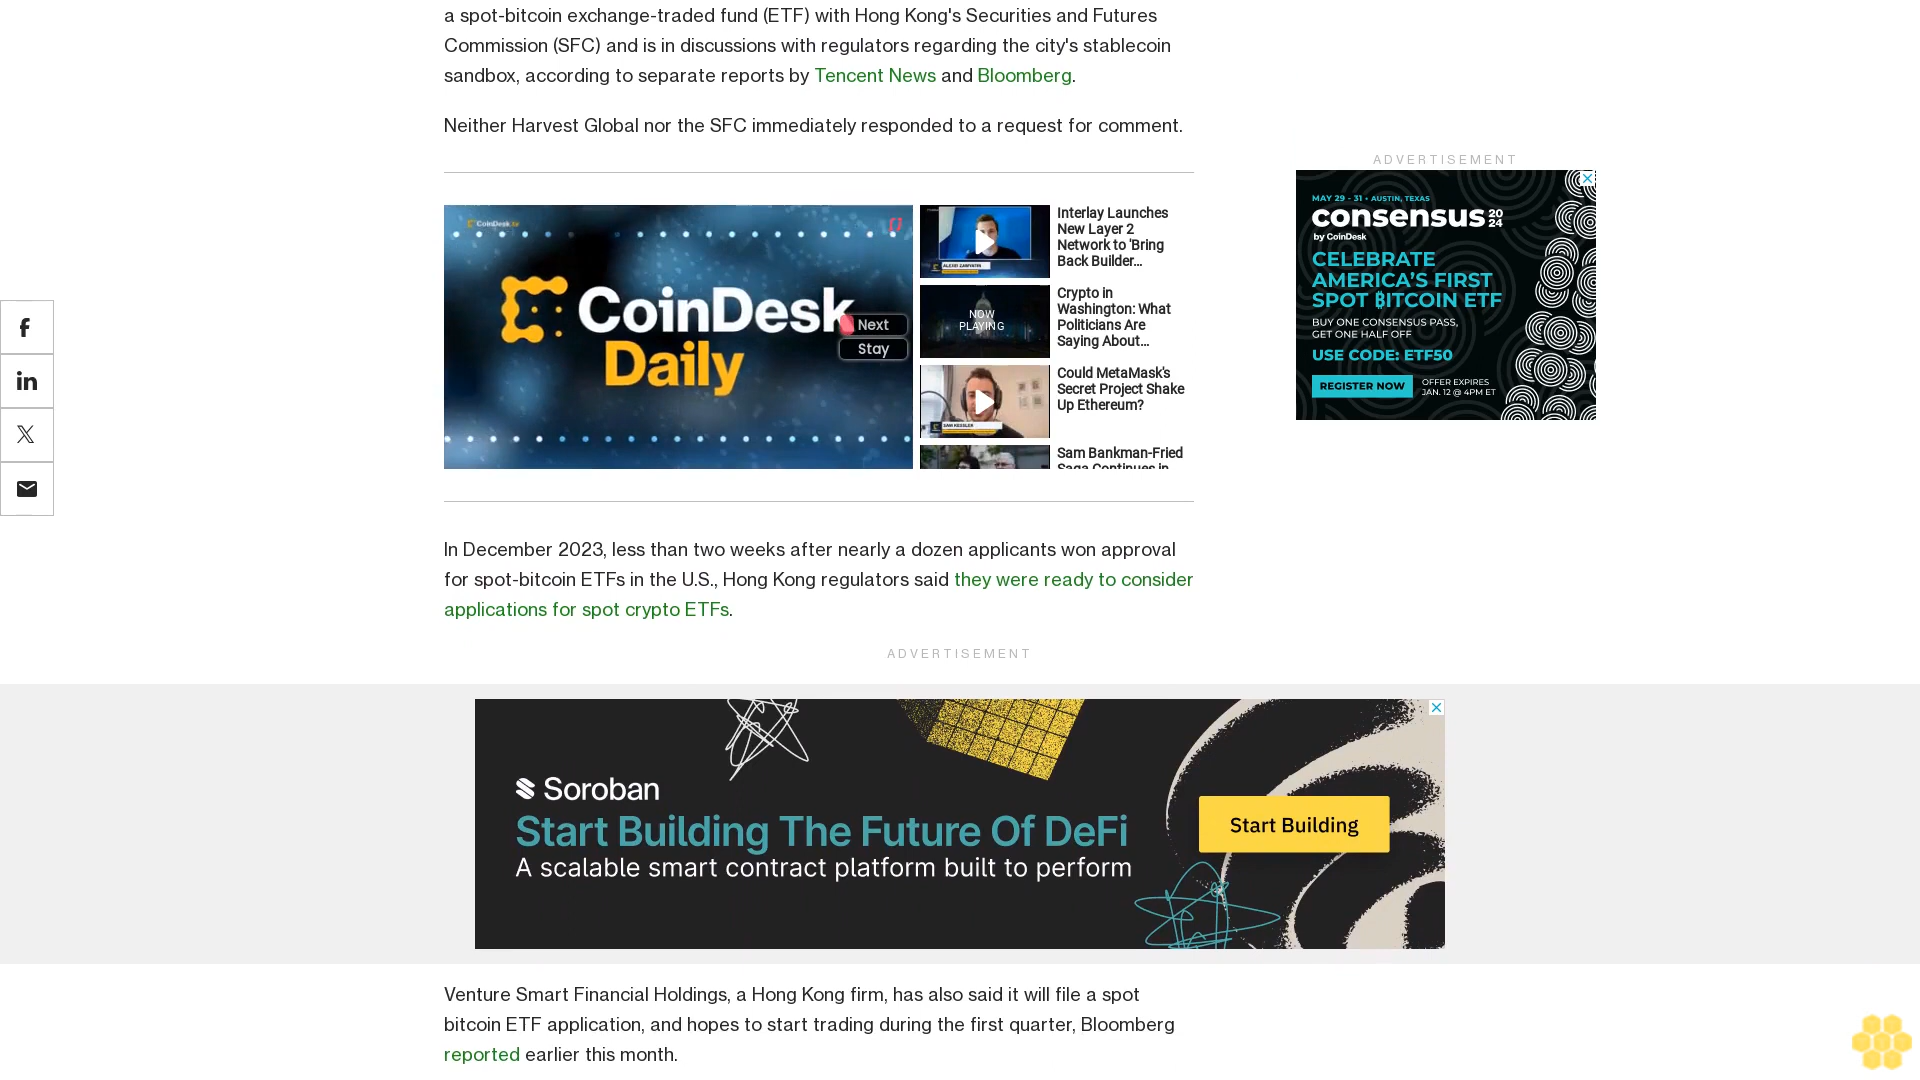 a spot-bitcoin exchange-traded fund (ETF) with Hong Kong's Securities and Futures
Commission (SFC) and is in discussions with regulators regarding the city's stablecoin
sandbox, according to separate reports by Tencent News and Bloomberg.
Neither Harvest Global nor the SFC immediately responded to a request for comment.
CoinDesk
CoinDesk
Daily
Next
Stay
Interlay Launches
New Layer 2
Network to 'Bring
Back Builder...
NOW
PLAYING
Crypto in
Washington: What
Politicians Are
Saying About...
SAM KESSLER
Could MetaMask's
Secret Project Shake
Up Ethereum?
Sam Bankman-Fried
Saga Continues in
ADVERTISEMENT
MAY 29 - 31 • AUSTIN, TEXAS
consensus 2024
by CoinDesk
CELEBRATE
AMERICA'S FIRST
SPOT ₿ITCOIN ETF
BUY ONE CONSENSUS PASS,
GET ONE HALF OFF
USE CODE: ETF50
REGISTER NOW
OFFER EXPIRES
JAN. 12 @ 4PM ET
f
in
X
In December 2023, less than two weeks after nearly a dozen applicants won approval
for spot-bitcoin ETFs in the U.S., Hong Kong regulators said they were ready to consider
applications for spot crypto ETFs.
ADVERTISEMENT
Soroban
Start Building The Future Of DeFi
A scalable smart contract platform built to perform
Start Building
Venture Smart Financial Holdings, a Hong Kong firm, has also said it will file a spot
bitcoin ETF application, and hopes to start trading during the first quarter, Bloomberg
reported earlier this month.